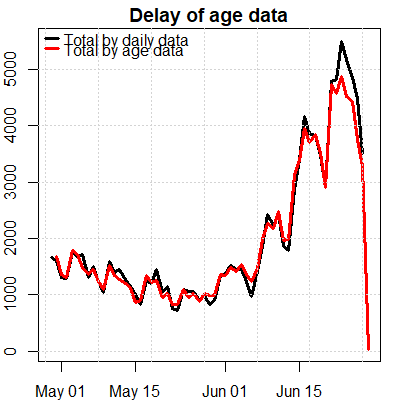 Delay of age data
Total by daily data
Total by age data
5000
4000
3000
2000
1000
0
May 01 May 15 Jun 01 Jun 15